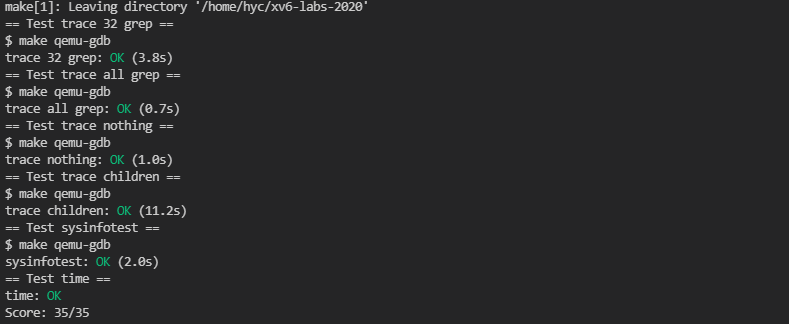 make[1]: Leaving directory '/home/hyc/xv6-labs-2020'
== Test trace 32 grep ==
$ make qemu-gdb
trace 32 grep: OK (3.8s)
== Test trace all grep ==
$ make qemu-gdb
trace all grep: OK (0.7s)
== Test trace nothing ==
$ make qemu-gdb
trace nothing: OK (1.0s)
== Test trace children ==
$ make qemu-gdb
trace children: OK (11.2s)
== Test sysinfotest ==
$ make qemu-gdb
sysinfotest: OK (2.0s)
== Test time ==
time: OK
Score: 35/35